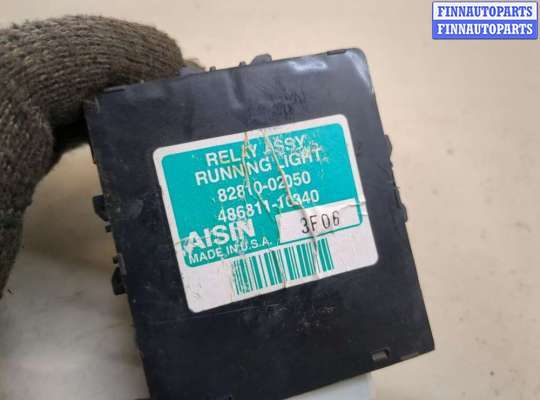 FINNAUTOPARTS
FINNAUTOPARTS
RELAY ASSY
RUNNING LIGHT
82810-02050
486811-10340
AISIN
3F06
MADE IN U.S.A.